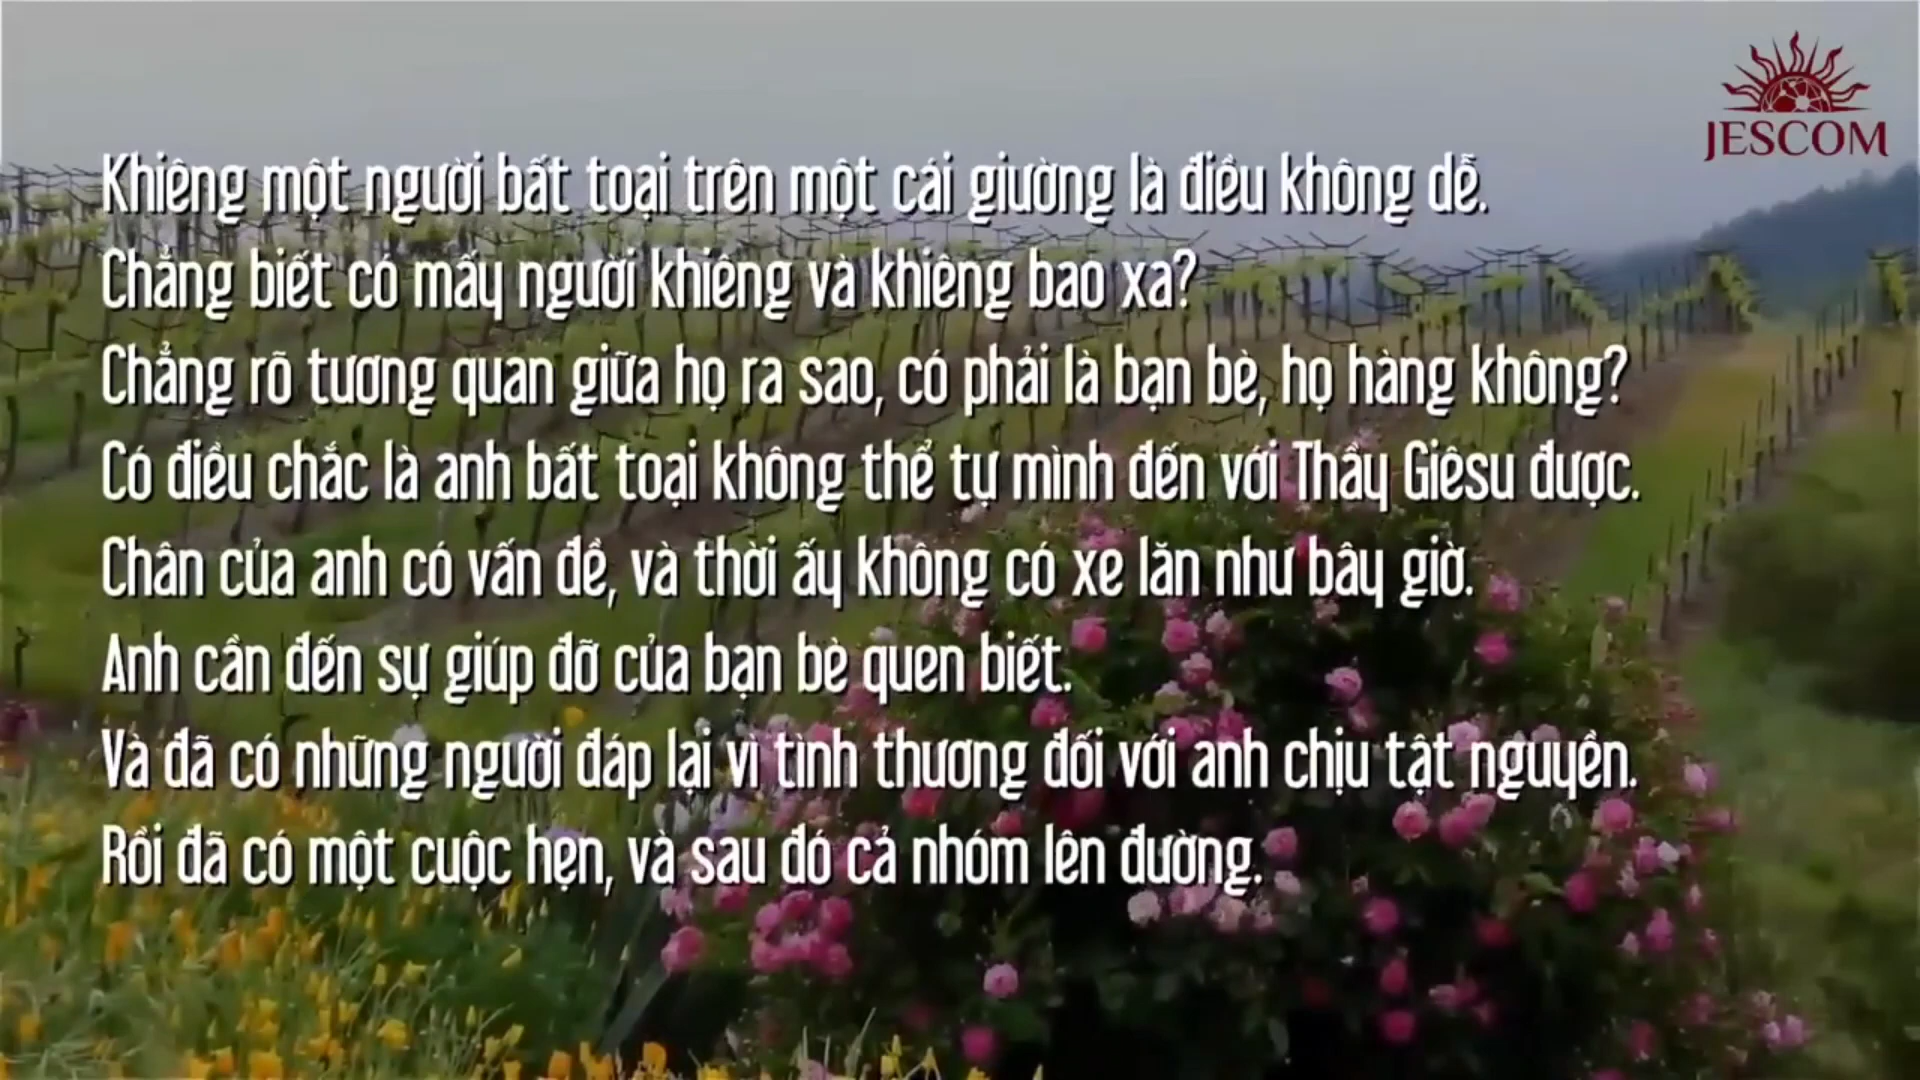 JESCOM
Khiêng một người bất toại trên một cái giường là điều không dễ.
Chẳng biết có mấy người khiêng và khiêng bao xa?
Chẳng rõ tương quan giữa họ ra sao, có phải là bạn bè, họ hàng không?
Có điều chắc là anh bất toại không thể tự mình đến với Thầy Giêsu được.
Chân của anh có vấn đề, và thời ấy không có xe lăn như bây giờ.
Anh cần đến sự giúp đỡ của bạn bè quen biết.
Và đã có những người đáp lại vì tình thương đối với anh chịu tật nguyền.
Rồi đã có một cuộc hẹn, và sau đó cả nhóm lên đường.